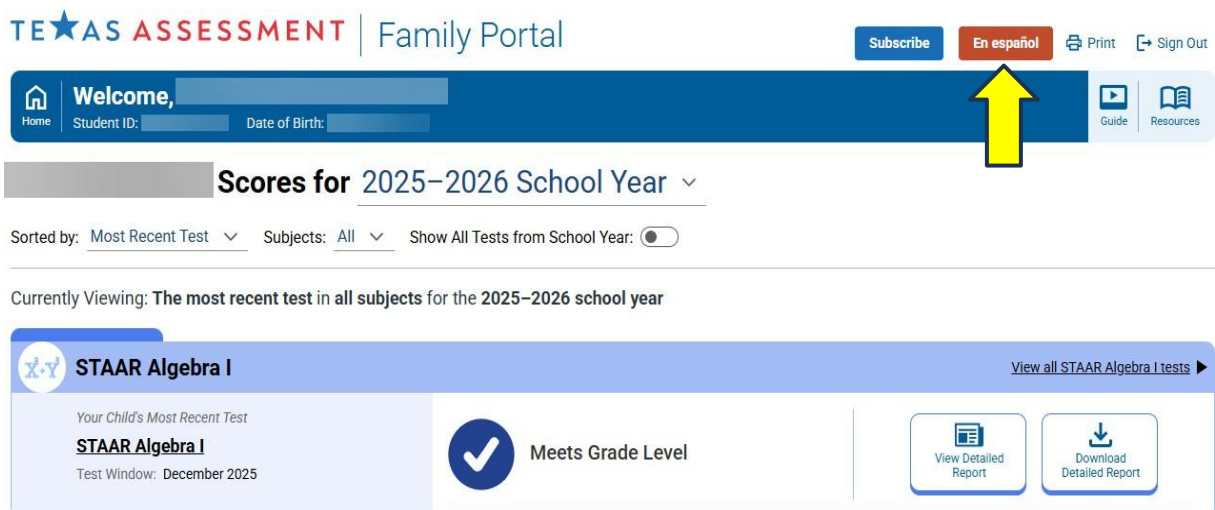 TEXAS ASSESSMENT Family Portal
Subscribe En español Print Sign Out
Home Welcome,
Student ID: Date of Birth:
Guide Resources
Scores for 2025–2026 School Year
Sorted by: Most Recent Test Subjects: All Show All Tests from School Year:
Currently Viewing: The most recent test in all subjects for the 2025–2026 school year
X+Y STAAR Algebra I View all STAAR Algebra I tests
Your Child's Most Recent Test
STAAR Algebra I
Test Window: December 2025
Meets Grade Level
View Detailed
Report
Download
Detailed Report